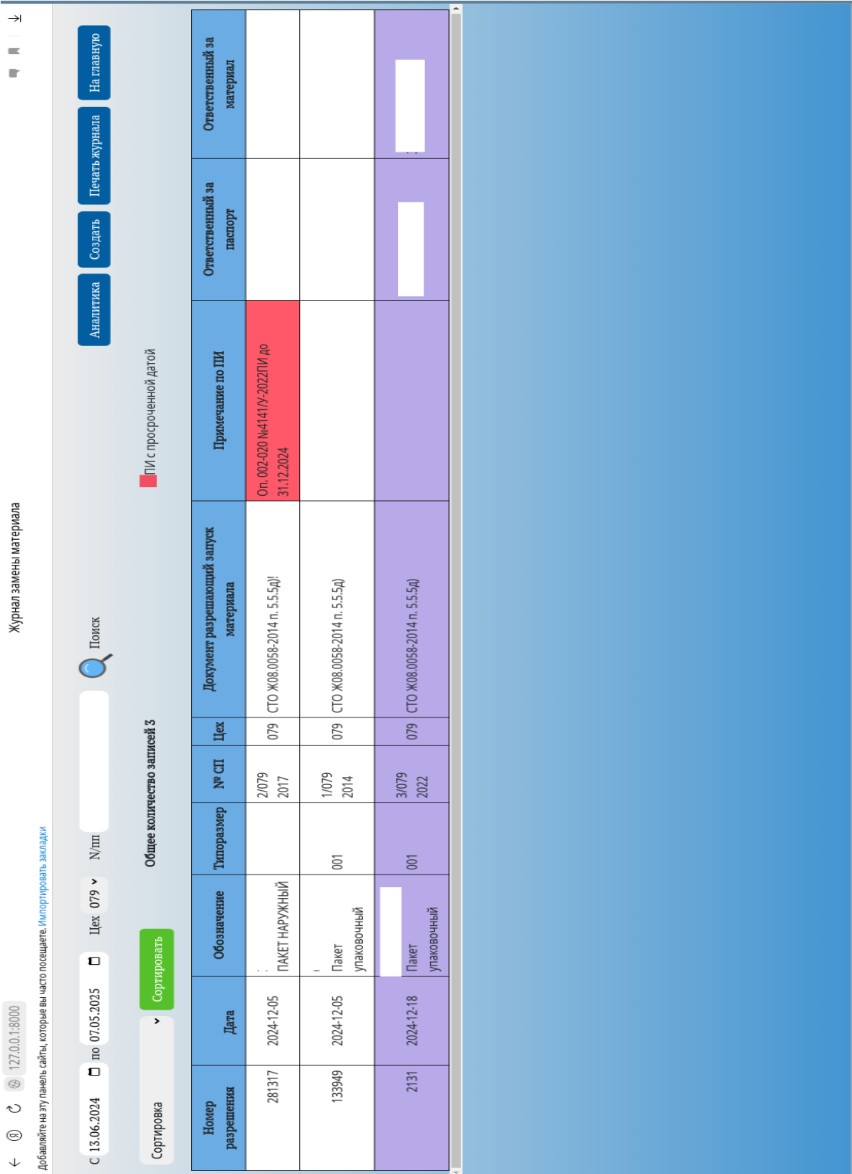 127.0.0.1:8000
Журнал замены материала
Добавляйте на эту панель сайты, которые вы часто посещаете. Импортировать закладки
С 13.06.2024 по 07.05.2025 Цех 079 N/пп Поиск Аналитика Создать Печать журнала На главную
Сортировка Сортировать Общее количество записей 3 ПИ с просроченной датой
Номер разрешения
Дата
Обозначение
Типоразмер
№ СП
Цех
Документ разрешающий запуск материала
Примечание по ПИ
Ответственный за паспорт
Ответственный за материал
281317
2024-12-05
ПАКЕТ НАРУЖНЫЙ
2/079
2017
079
СТО Ж08.0058-2014 п. 5.5.5д)!
Оп. 002-020 №4141/У-2022ПИ до
31.12.2024
133949
2024-12-05
Пакет
упаковочный
001
1/079
2014
079
СТО Ж08.0058-2014 п. 5.5.5д)
2131
2024-12-18
Пакет
упаковочный
001
3/079
2022
079
СТО Ж08.0058-2014 п. 5.5.5д)